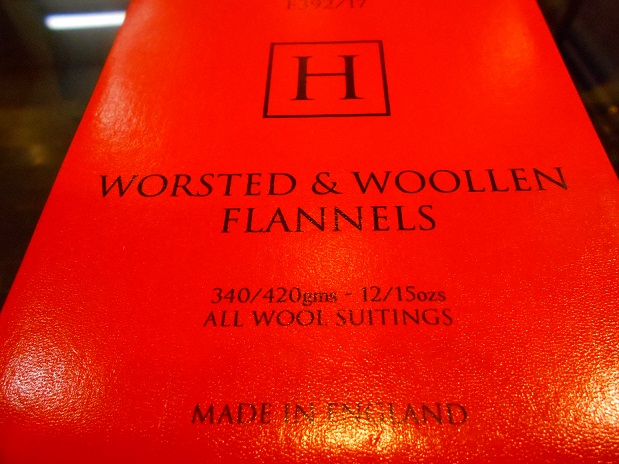 H
WORSTED & WOOLLEN
FLANNELS
340/420gms - 12/15ozs
ALL WOOL SUITINGS
MADE IN ENGLAND